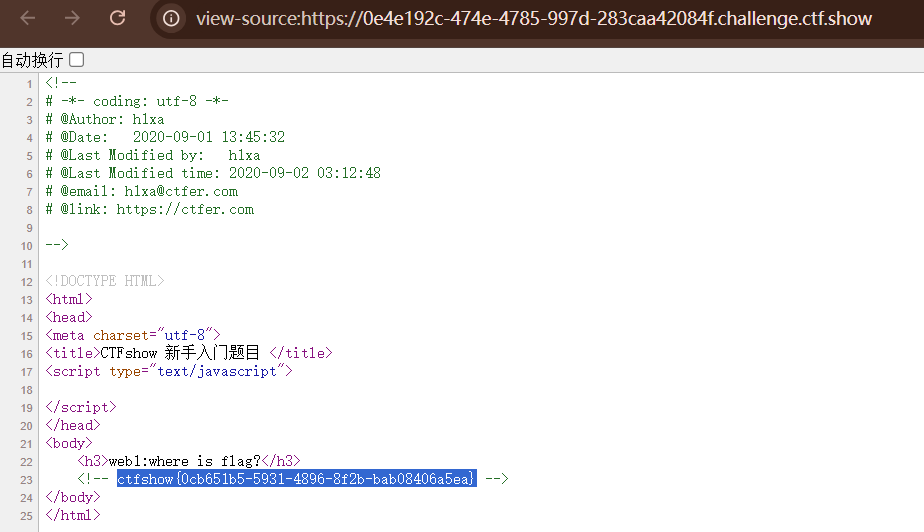 view-source:https://0e4e192c-474e-4785-997d-283caa42084f.challenge.ctf.show
自动换行
1 <!--
2 # -*- coding: utf-8 -*-
3 # @Author: h1xa
4 # @Date:   2020-09-01 13:45:32
5 # @Last Modified by:   h1xa
6 # @Last Modified time: 2020-09-02 03:12:48
7 # @email: h1xa@ctfer.com
8 # @link: https://ctfer.com
9
10 -->
11
12 <!DOCTYPE HTML>
13 <html>
14 <head>
15 <meta charset="utf-8">
16 <title>CTFshow 新手入门题目 </title>
17 <script type="text/javascript">
18
19 </script>
20 </head>
21 <body>
22     <h3>web1:where is flag?</h3>
23     <!-- ctfshow{0cb651b5-5931-4896-8f2b-bab08406a5ea} -->
24 </body>
25 </html>